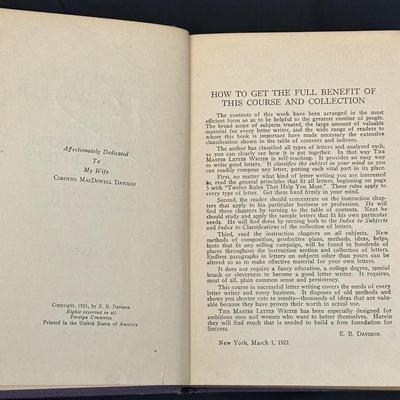 Affectionately Dedicated
To
My Wife
CORINNE MACDOWELL DAVISON
Copyright, 1921, by E. B. Davison
Rights reserved in all
Foreign Countries
Printed in the United States of America
HOW TO GET THE FULL BENEFIT OF
THIS COURSE AND COLLECTION
The contents of this work have been arranged in the most
efficient form so as to be helpful to the greatest number of people.
The broad scope of subjects treated, the large amount of valuable
material for every letter writer, and the wide range of readers to
whom this book is important have made necessary the extensive
classification shown in the table of contents and indexes.
The author has classified all types of letters and analyzed each,
so you can clearly see how it is put together. In that way THE
MASTER LETTER WRITER is self-teaching. It provides an easy way
to write good letters. It classifies the subject in your mind so you
can readily compose any letter, putting each vital part in its place.
First, no matter what kind of letter writing you are interested
in, read the general principles that fit all letters, beginning on page
5 with "Twelve Rules That Help You Most." These rules apply to
every type of letter. Get them fixed firmly in your mind.
Second, the reader should concentrate on the instruction chap-
ters that apply to his particular business or profession. He will
find these chapters by turning to the table of contents. Next he
should study and apply the sample letters that fit his own particular
needs. He will find these by turning both to the Index to Subjects
and Index to Classifications of the collection of letters.
Third, read the instruction chapters on all subjects. New
methods of composition, productive plans, methods, ideas, helps,
hints that fit any selling campaign, will be found in hundreds of
places throughout the instruction section and collection of letters.
Endless paragraphs in letters on subjects other than yours can be
altered so as to make effective material for your own letters.
It does not require a fancy education, a college degree, special
knack or cleverness to become a good letter writer. It requires,
most of all, plain common sense and persistency.
This course in successful letter writing covers the needs of every
letter writer and every business. It disposes of old methods and
shows you shorter cuts to results—thousands of ideas that are valu-
able because they have proven their worth in actual use.
THE MASTER LETTER WRITER has been especially designed for
ambitious men and women who want to better themselves. Herein
they will find much that is needed to build a firm foundation for
Success.
E. B. DAVISON.
New York, March 1, 1921.